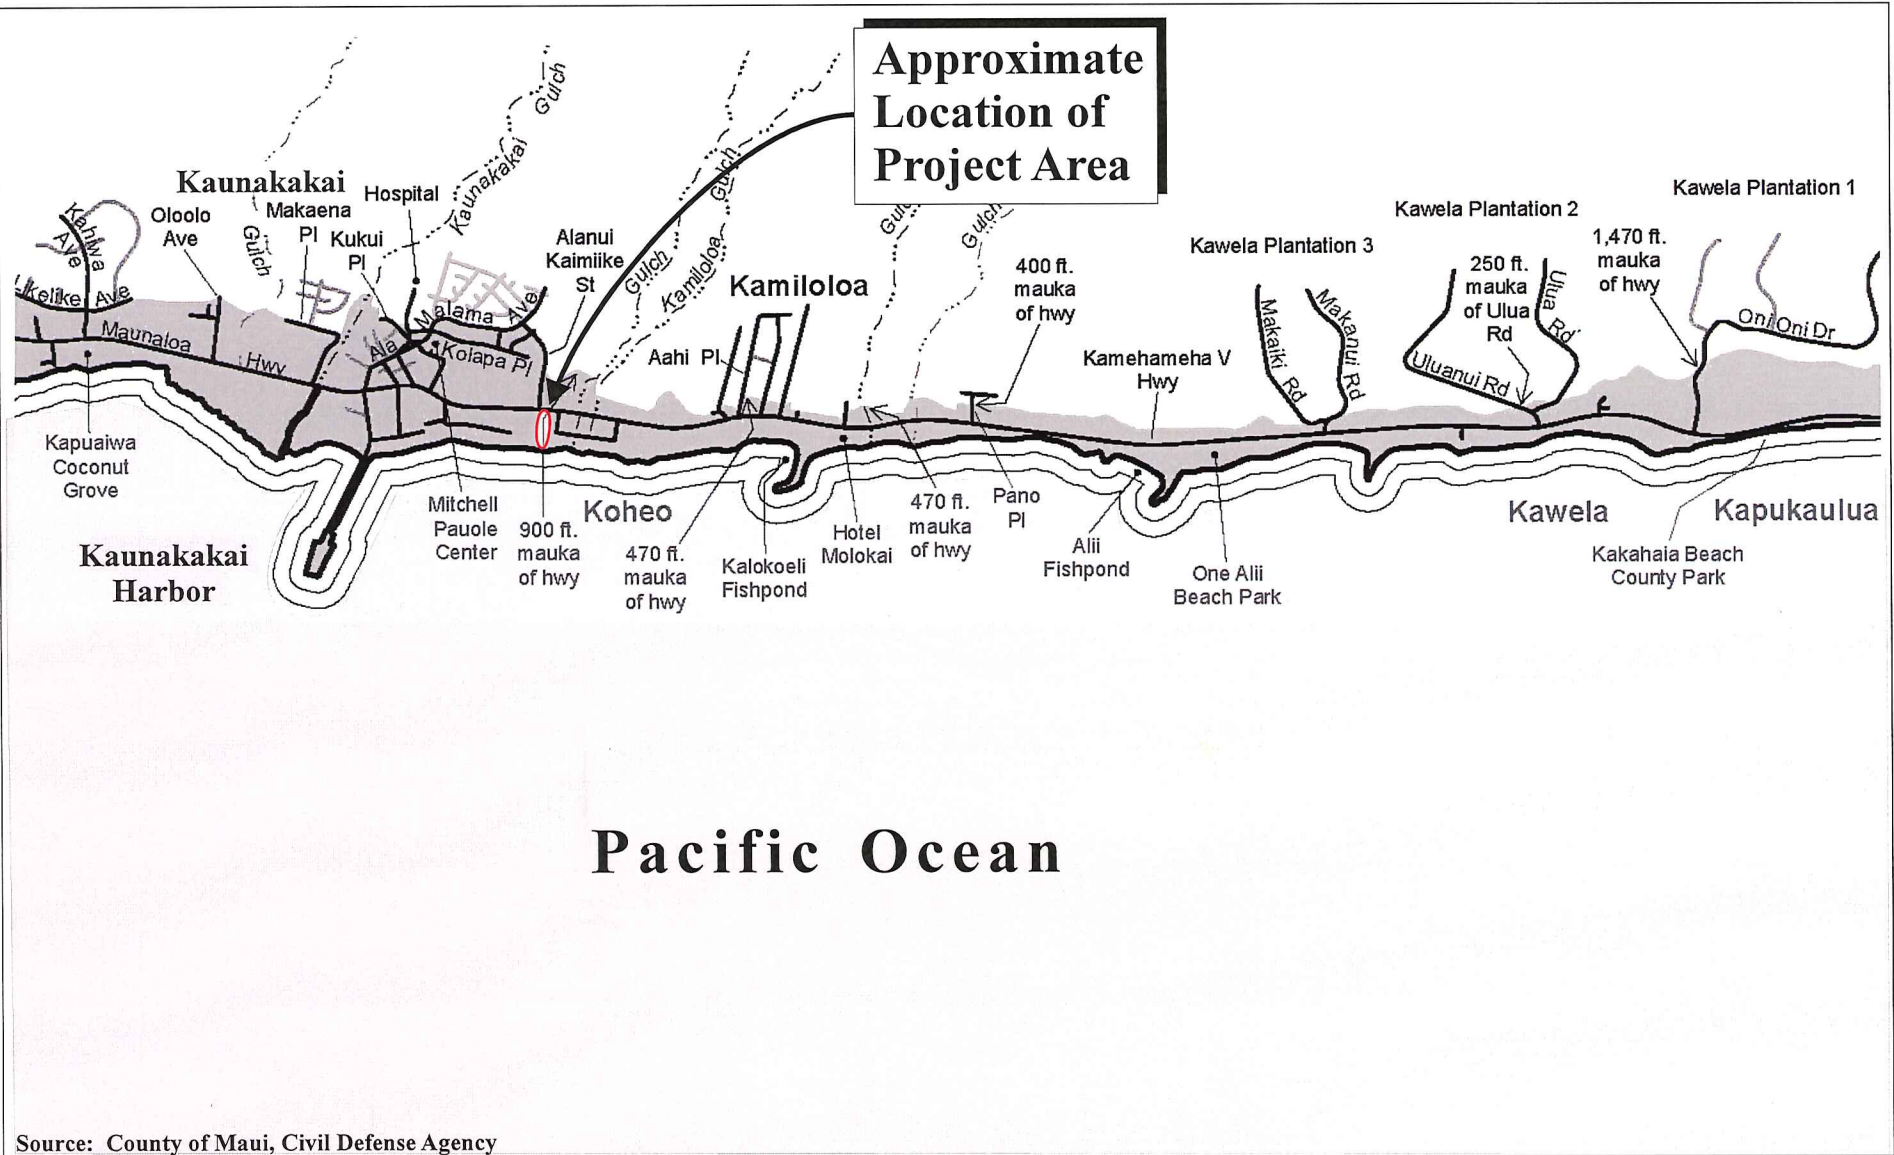 Approximate
Location of
Project Area
Kaunakakai
Makaena
Pl
Kukui
Pl
Hospital
Oloolo
Ave
Kahiwa
Ave
Ave
Maunaloa
Hwy
Gulch
Kaunakakai
Gulch
Malama Ave
Ala
Kolapa Pl
Alanui
Kaimiike
St
Gulch
Kamiloloa
Gulch
Kamiloloa
Aahi Pl
Gulch
400 ft.
mauka
of hwy
Kamehameha V
Hwy
Kawela Plantation 3
Makaiki Rd
Makanui Rd
Kawela Plantation 2
250 ft.
mauka
of Ulua
Rd
Ulua Rd
Uluanui Rd
1,470 ft.
mauka
of hwy
Kawela Plantation 1
Oni Oni Dr
Kapuaiwa
Coconut
Grove
Kaunakakai
Harbor
Mitchell
Pauole
Center
900 ft.
mauka
of hwy
Koheo
470 ft.
mauka
of hwy
Kalokoeli
Fishpond
Hotel
Molokai
470 ft.
mauka
of hwy
Pano
Pl
Alii
Fishpond
One Alii
Beach Park
Kawela
Kapukaulua
Kakahaia Beach
County Park
Pacific Ocean
Source: County of Maui, Civil Defense Agency